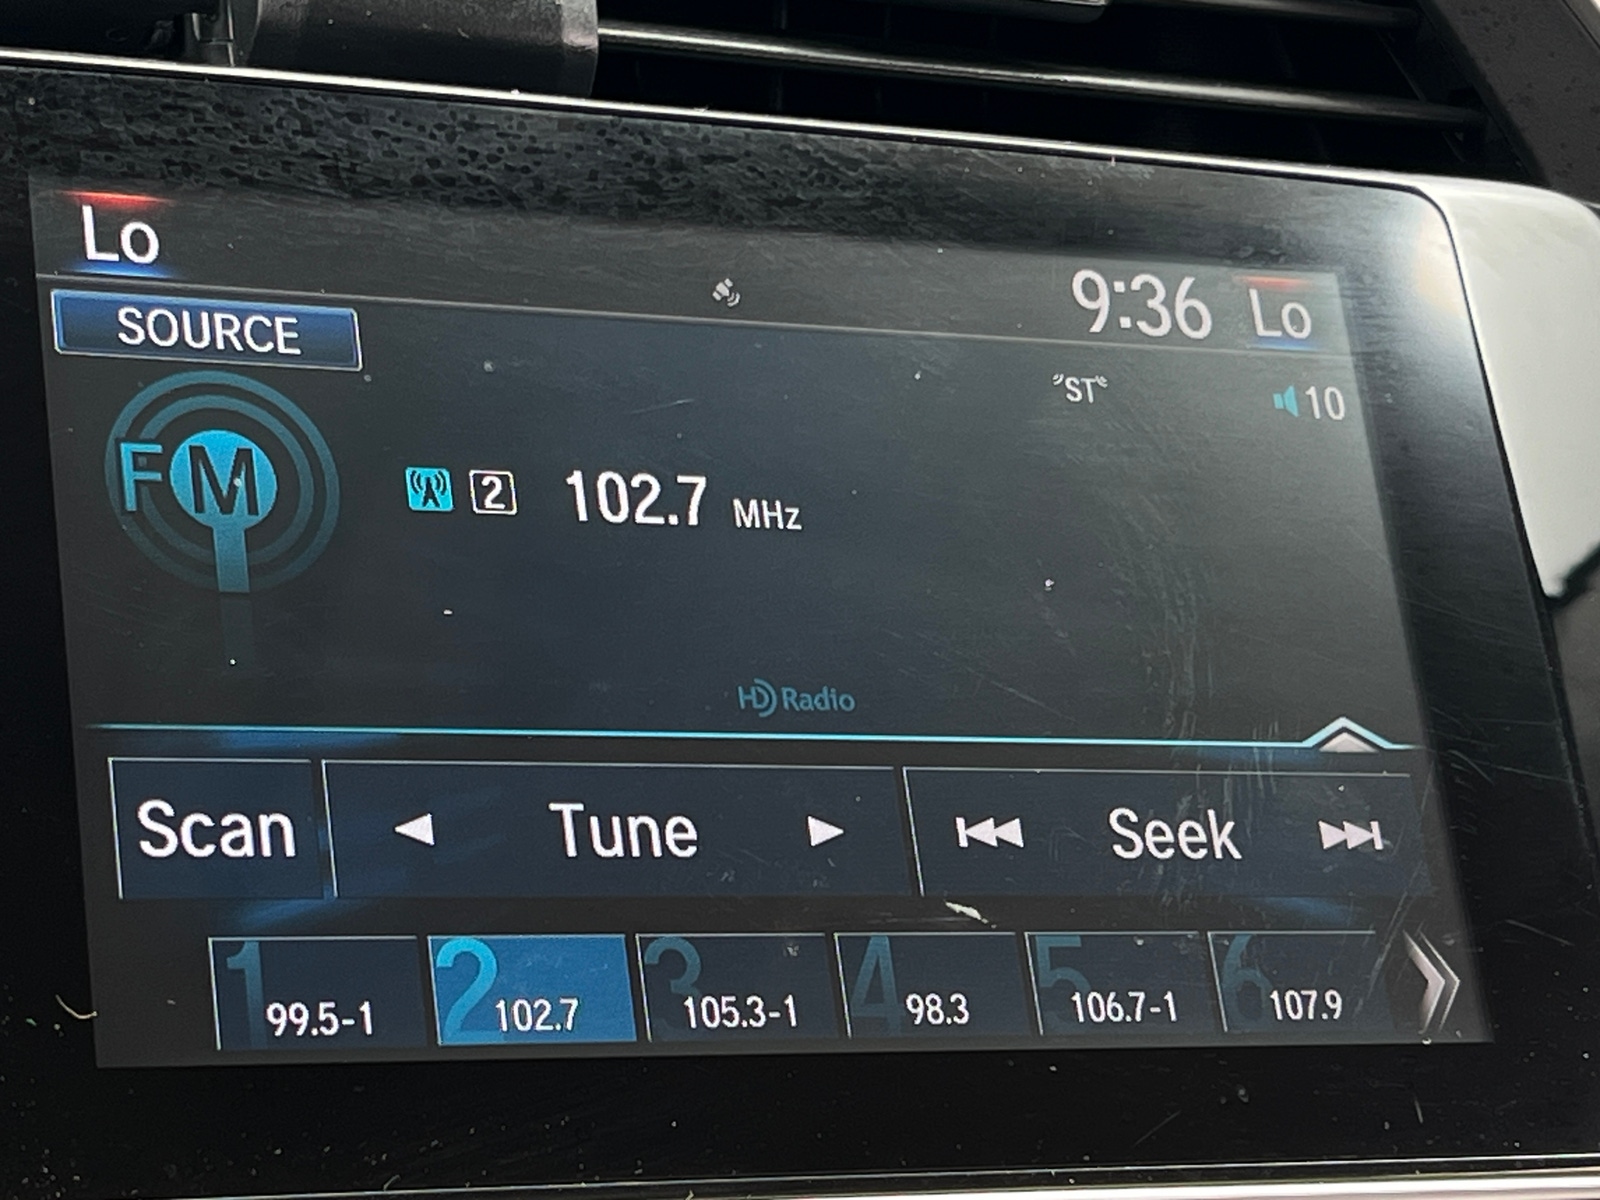 Lo
9:36 Lo
SOURCE
"ST"
10
FM
2 102.7 MHz
HD Radio
Scan Tune Seek
1 99.5-1 2 102.7 3 105.3-1 4 98.3 5 106.7-1 6 107.9